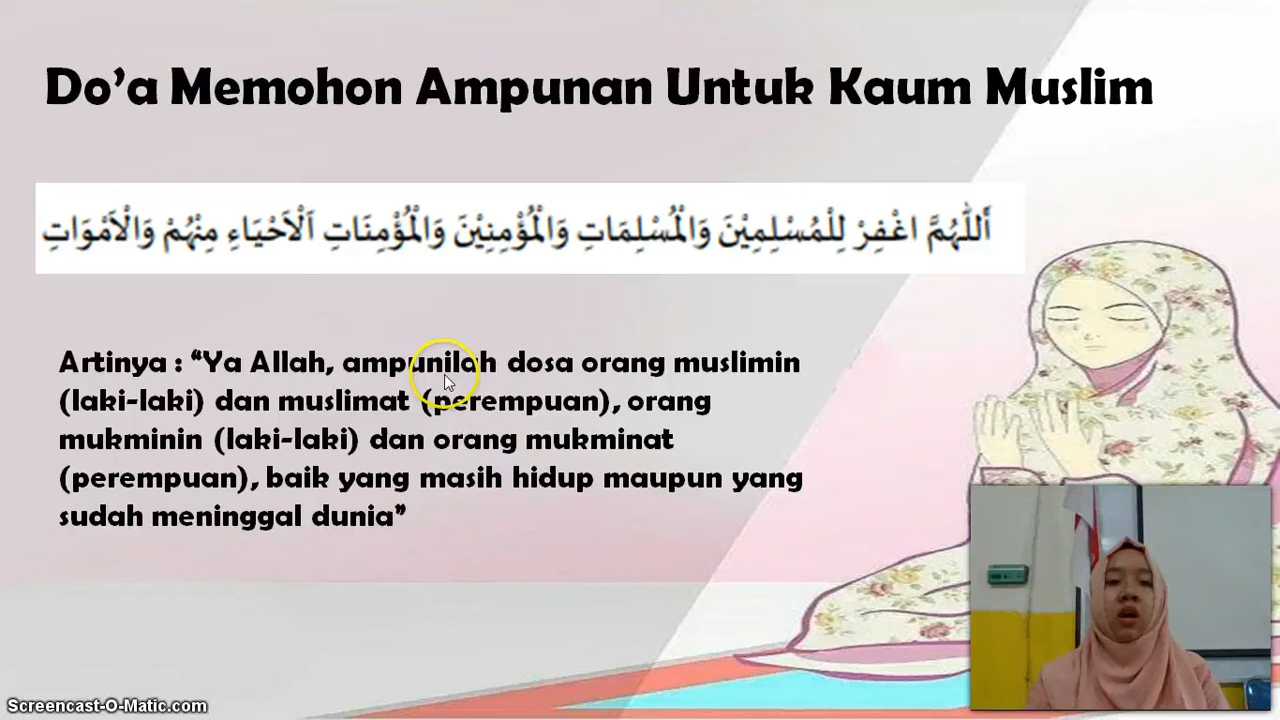 Do’a Memohon Ampunan Untuk Kaum Muslim
أَللّٰهُمَّ اغْفِرْ لِلْمُسْلِمِيْنَ وَالْمُسْلِمَاتِ وَالْمُؤْمِنِيْنَ وَالْمُؤْمِنَاتِ اَلْاَحْيَاءِ مِنْهُمْ وَالْاَمْوَاتِ
Artinya : “Ya Allah, ampunilah dosa orang muslimin
(laki-laki) dan muslimat (perempuan), orang
mukminin (laki-laki) dan orang mukminat
(perempuan), baik yang masih hidup maupun yang
sudah meninggal dunia”
Screencast-O-Matic.com